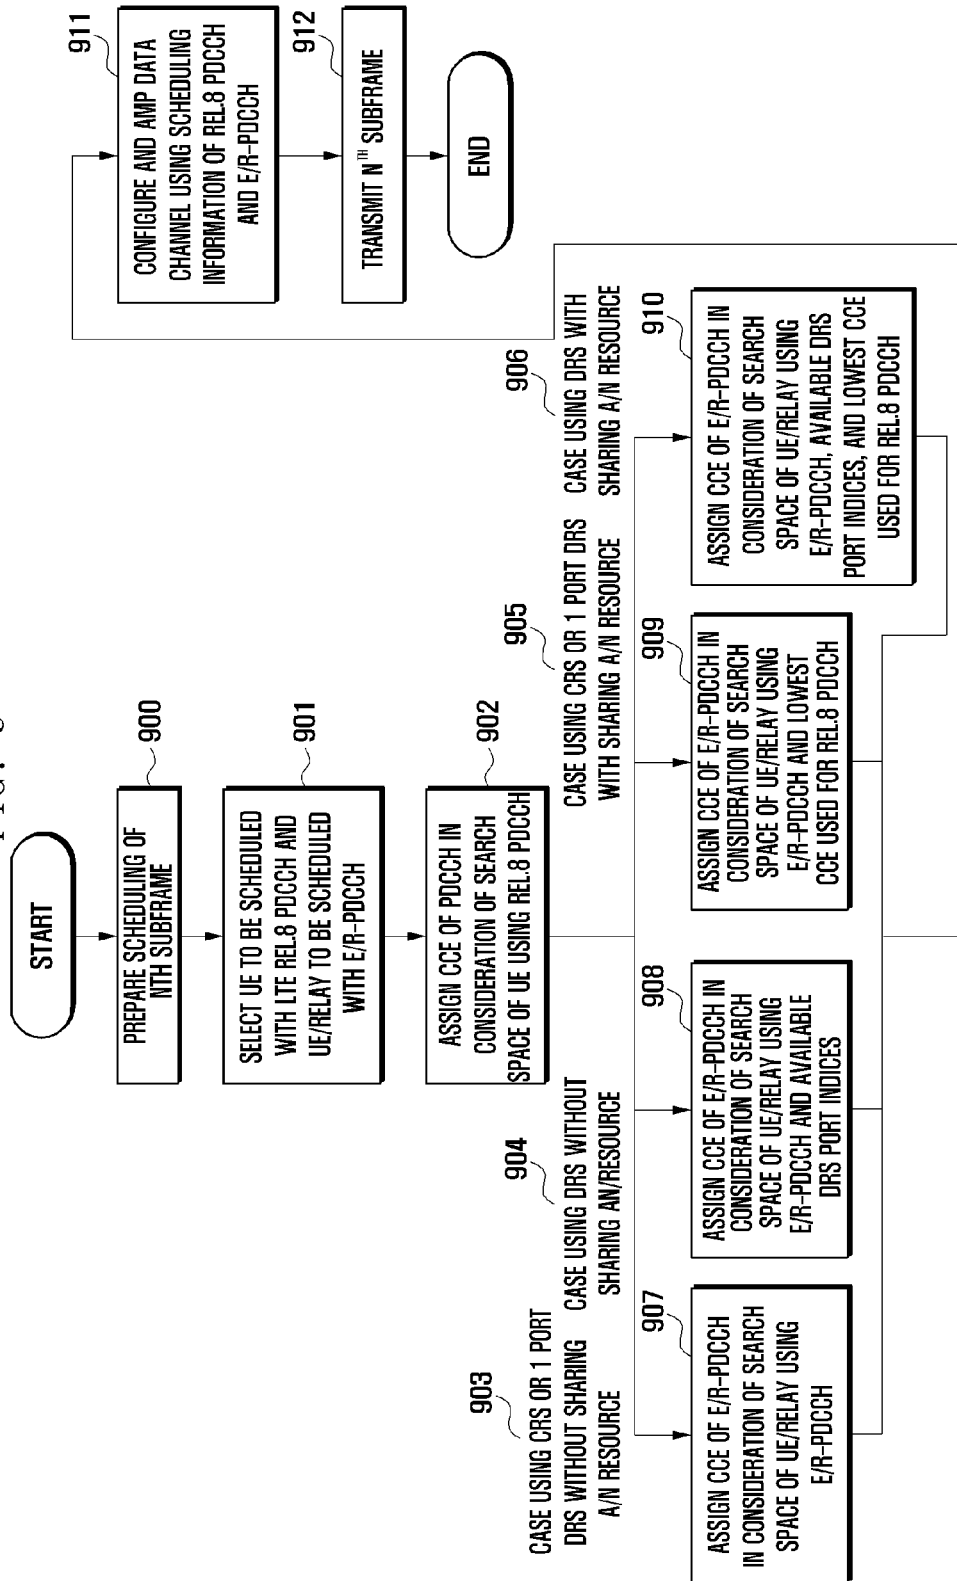 START
900
PREPARE SCHEDULING OF
NTH SUBFRAME
901
SELECT UE TO BE SCHEDULED
WITH LTE REL.8 PDCCH AND
UE/RELAY TO BE SCHEDULED
WITH E/R-PDCCH
902
ASSIGN CCE OF PDCCH IN
CONSIDERATION OF SEARCH
SPACE OF UE USING REL.8 PDCCH
903
CASE USING CRS OR 1 PORT
DRS WITHOUT SHARING
A/N RESOURCE
904
CASE USING DRS WITHOUT
SHARING AN/RESOURCE
905
CASE USING CRS OR 1 PORT DRS
WITH SHARING A/N RESOURCE
906
CASE USING DRS WITH
SHARING A/N RESOURCE
907
ASSIGN CCE OF E/R-PDCCH
IN CONSIDERATION OF SEARCH
SPACE OF UE/RELAY USING
E/R-PDCCH
908
ASSIGN CCE OF E/R-PDCCH IN
CONSIDERATION OF SEARCH
SPACE OF UE/RELAY USING
E/R-PDCCH AND AVAILABLE
DRS PORT INDICES
909
ASSIGN CCE OF E/R-PDCCH IN
CONSIDERATION OF SEARCH
SPACE OF UE/RELAY USING
E/R-PDCCH AND LOWEST
CCE USED FOR REL.8 PDCCH
910
ASSIGN CCE OF E/R-PDCCH IN
CONSIDERATION OF SEARCH
SPACE OF UE/RELAY USING
E/R-PDCCH, AVAILABLE DRS
PORT INDICES, AND LOWEST CCE
USED FOR REL.8 PDCCH
911
CONFIGURE AND AMP DATA
CHANNEL USING SCHEDULING
INFORMATION OF REL.8 PDCCH
AND E/R-PDCCH
912
TRANSMIT N TH SUBFRAME
END